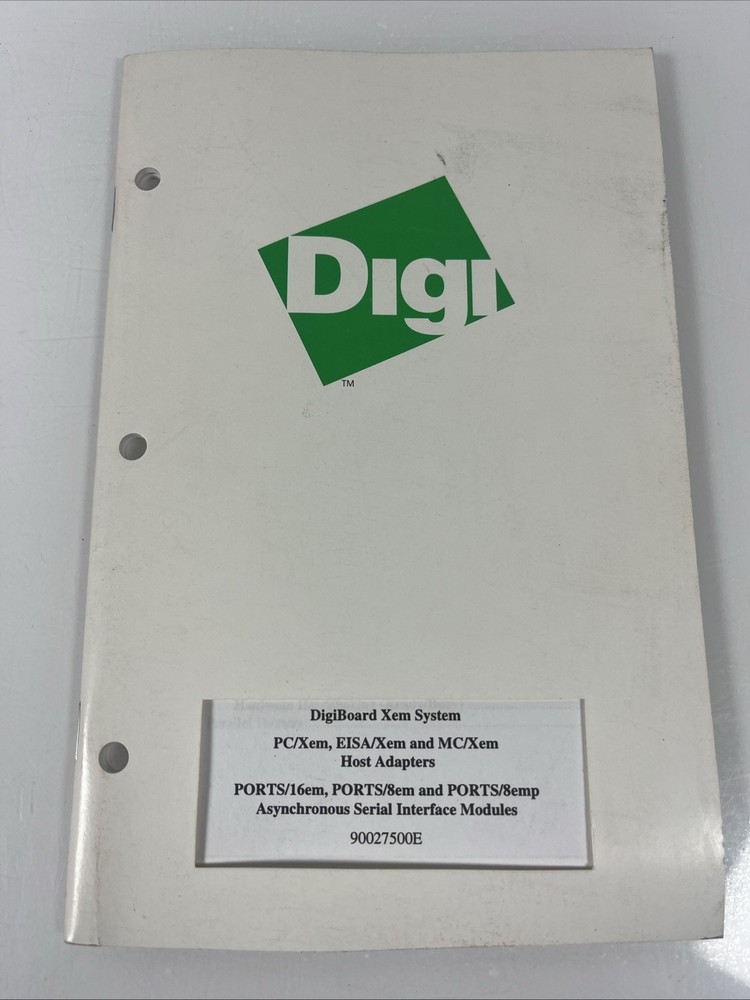 Digi
TM
DigiBoard Xem System
PC/Xem, EISA/Xem and MC/Xem
Host Adapters
PORTS/16em, PORTS/8em and PORTS/8emp
Asynchronous Serial Interface Modules
90027500E